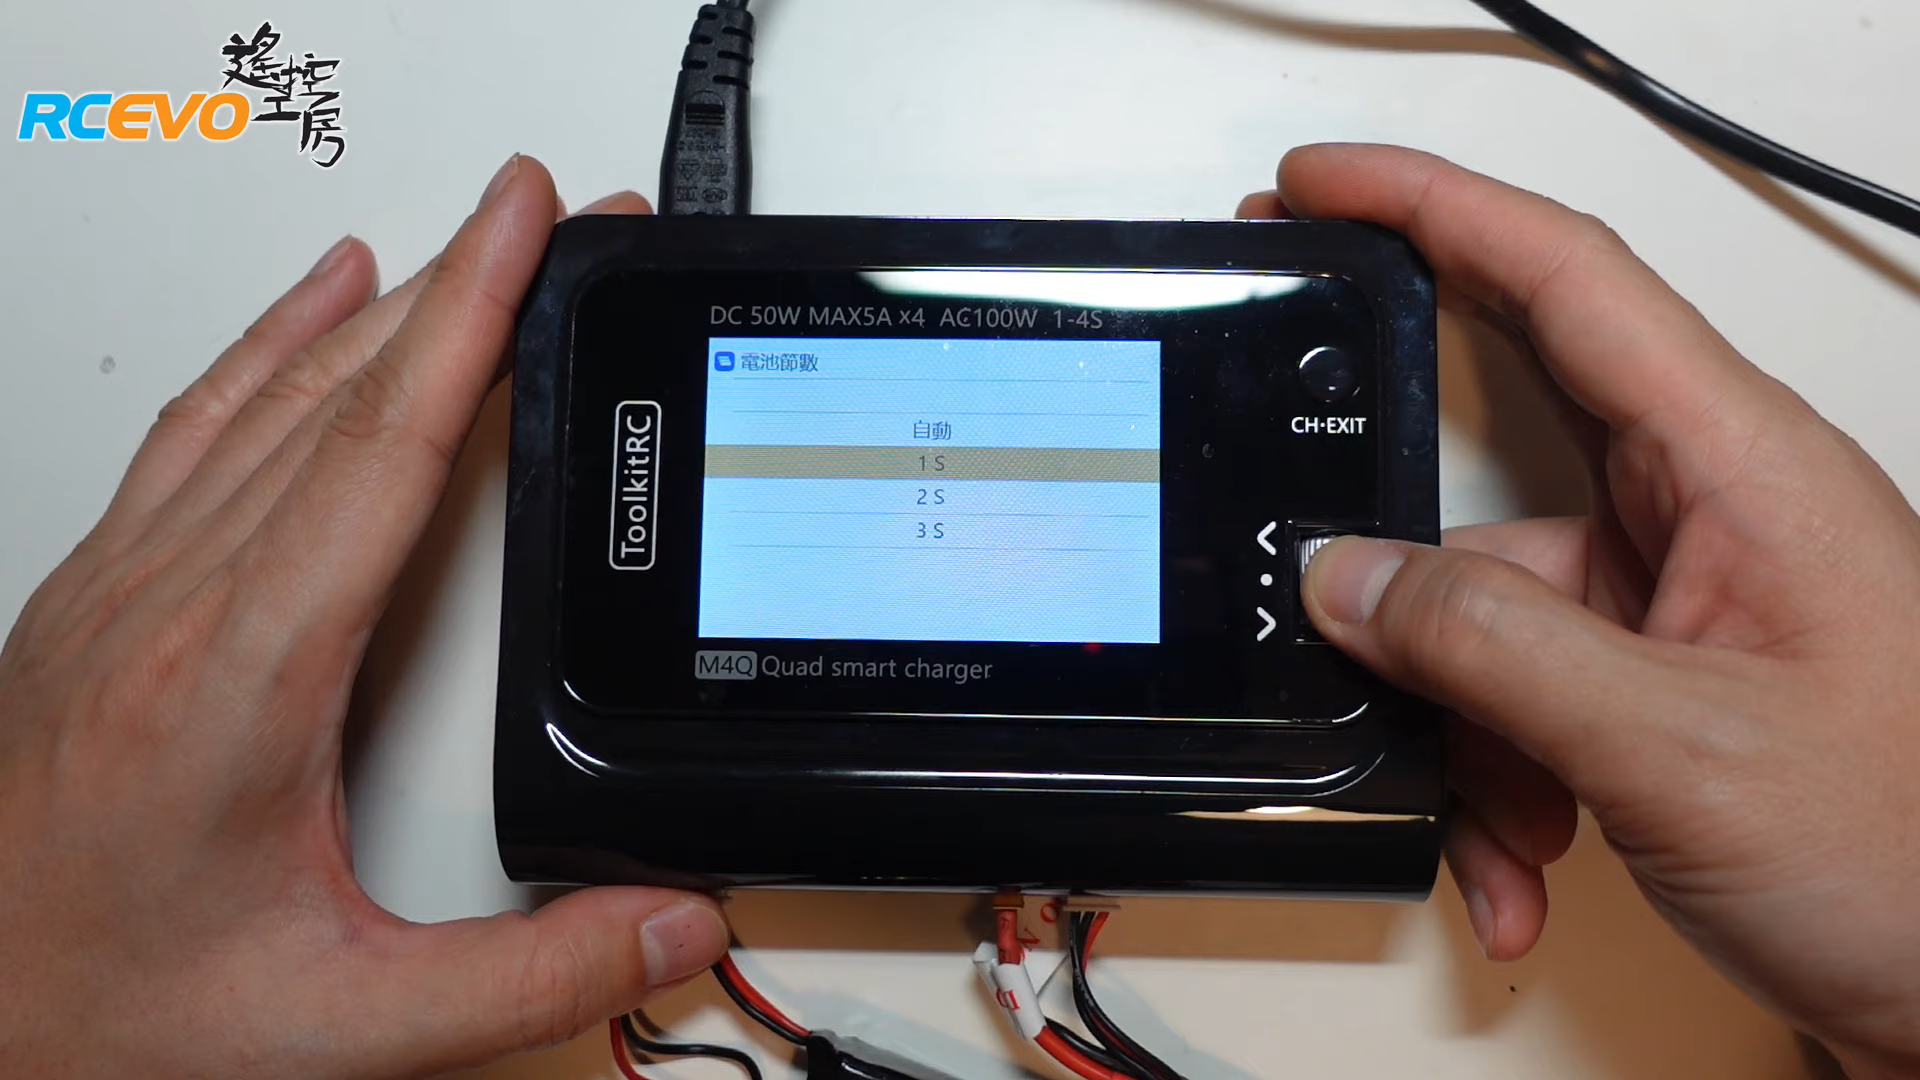 遙控工房
RCEVO
DC 50W MAX5A ×4 AC100W 1-4S
電池節數
自動
1 S
2 S
3 S
ToolkitRC
CH·EXIT
M4Q Quad smart charger